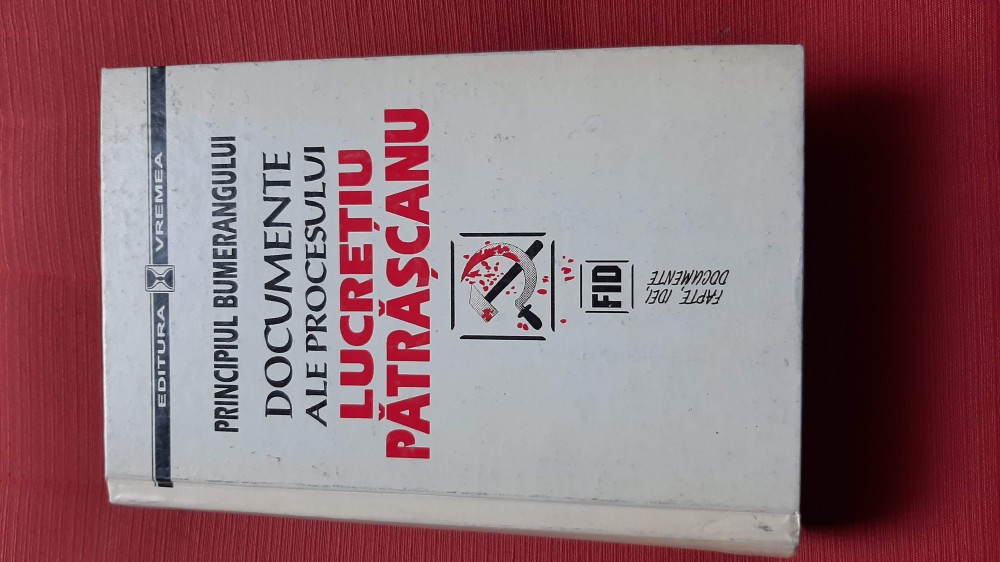 EDITURA VREMEA
PRINCIPIUL BUMERANGULUI
DOCUMENTE
ALE PROCESULUI
LUCREȚIU
PĂTRĂȘCANU
FID
FAPTE, IDEI,
DOCUMENTE